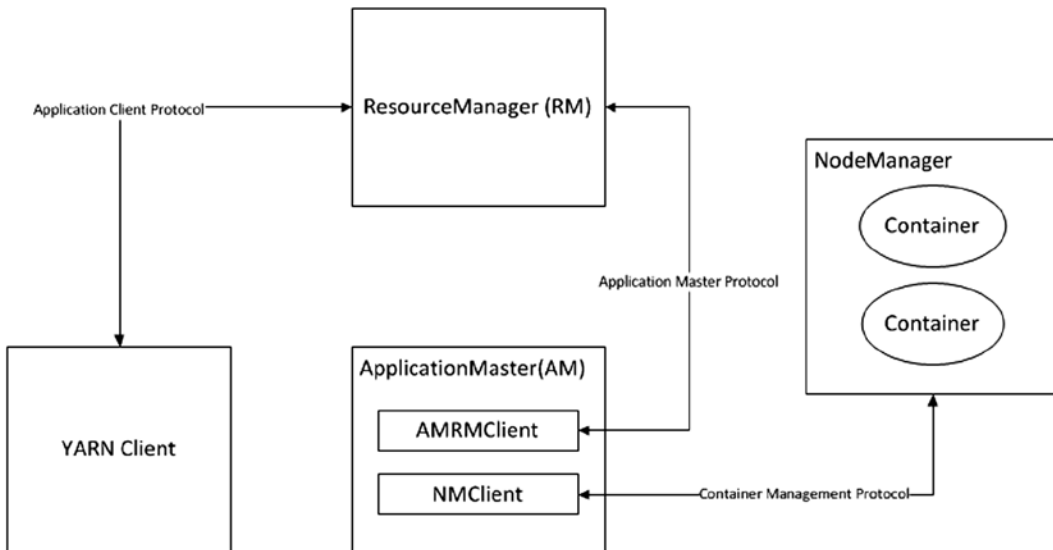 Application Client Protocol
ResourceManager (RM)
NodeManager
Container
Container
Application Master Protocol
YARN Client
ApplicationMaster(AM)
AMRMClient
NMClient
Container Management Protocol